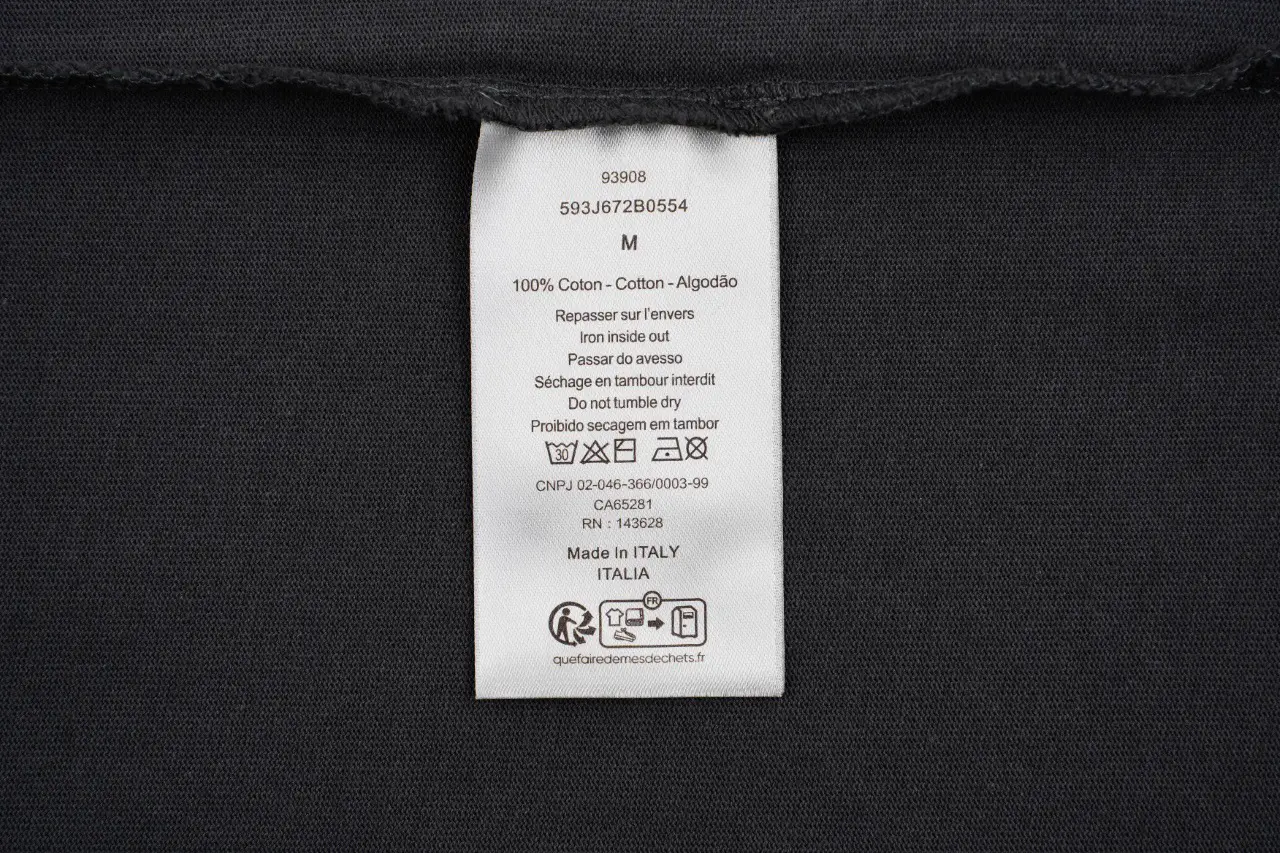 93908
593J672B0554
M
100% Coton - Cotton - Algodão
Repasser sur l'envers
Iron inside out
Passar do avesso
Séchage en tambour interdit
Do not tumble dry
Proibido secagem em tambor
30
CNPJ 02-046-366/0003-99
CA65281
RN : 143628
Made In ITALY
ITALIA
FR
quefairedemesdechets.fr